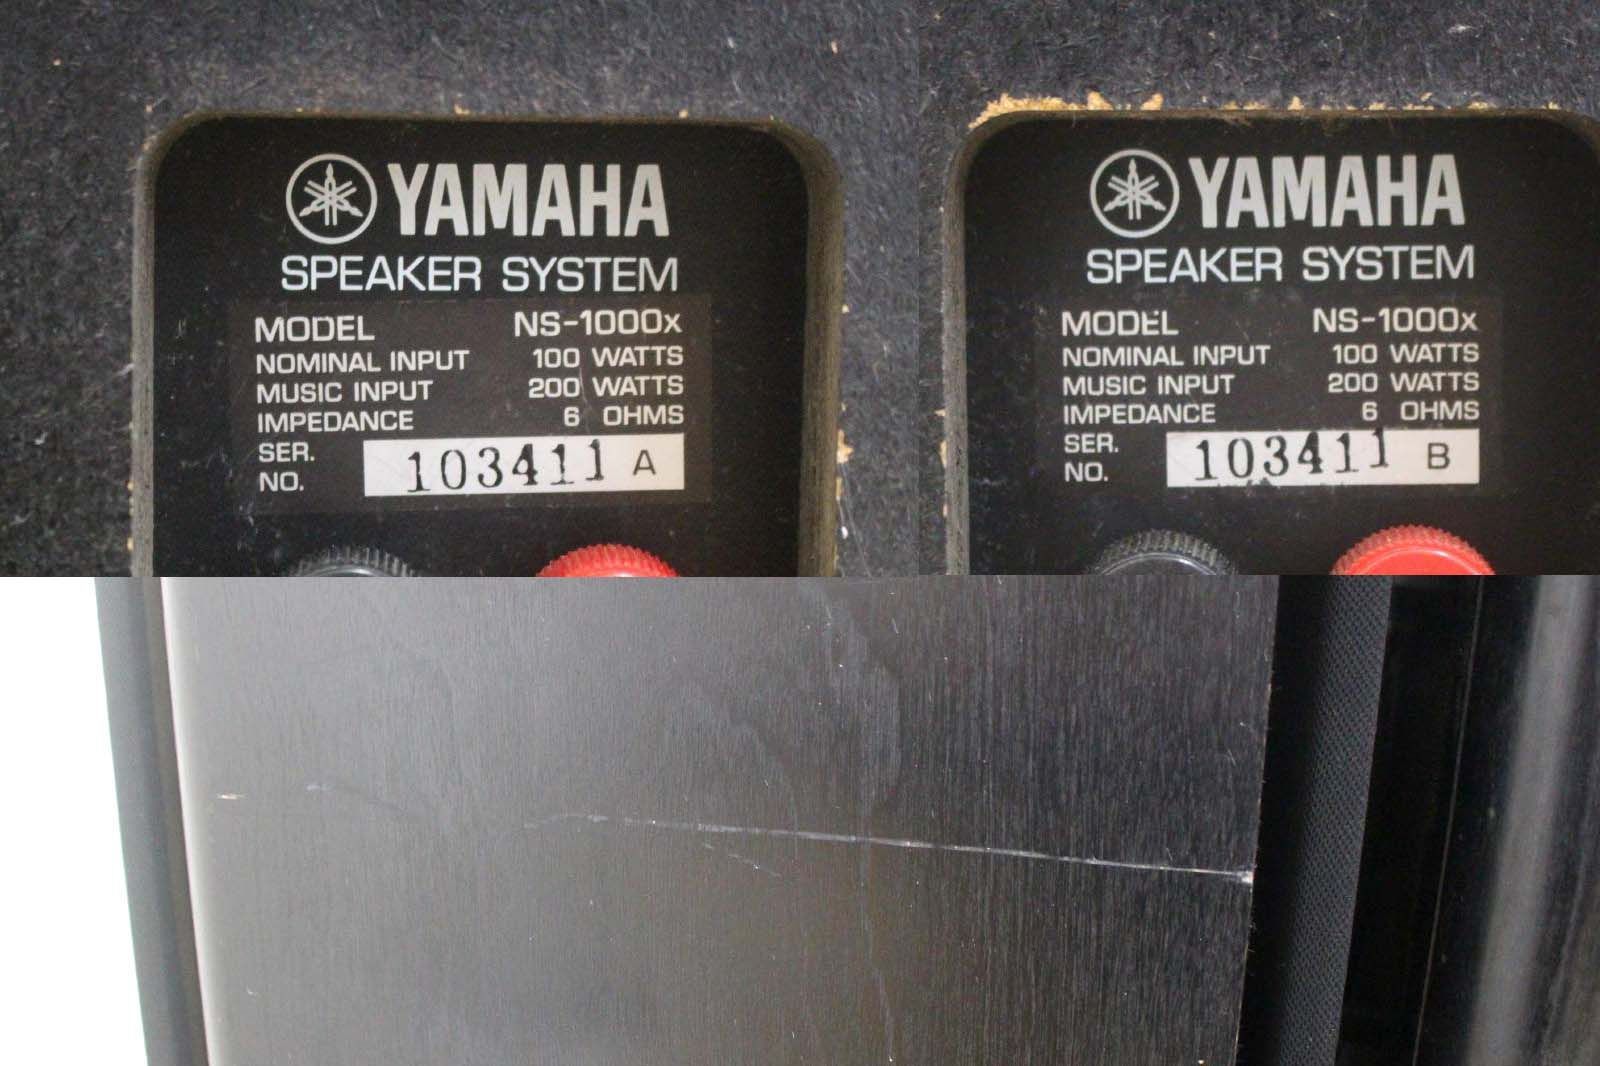 YAMAHA
SPEAKER SYSTEM
MODEL NS-1000x
NOMINAL INPUT 100 WATTS
MUSIC INPUT 200 WATTS
IMPEDANCE 6 OHMS
SER.
NO. 103411 A
YAMAHA
SPEAKER SYSTEM
MODEL NS-1000x
NOMINAL INPUT 100 WATTS
MUSIC INPUT 200 WATTS
IMPEDANCE 6 OHMS
SER.
NO. 103411 B